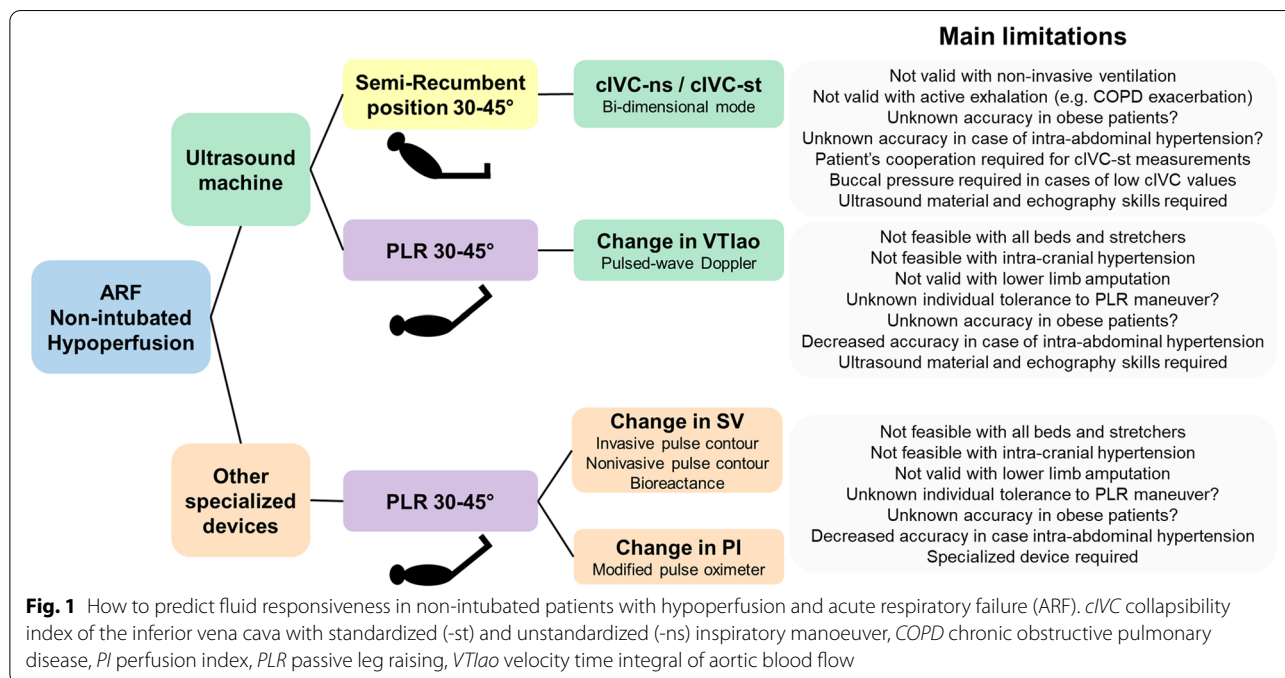 Main limitations
Ultrasound
machine
Semi-Recumbent
position 30-45°
cIVC-ns / cIVC-st
Bi-dimensional mode
Not valid with non-invasive ventilation
Not valid with active exhalation (e.g. COPD exacerbation)
Unknown accuracy in obese patients?
Unknown accuracy in case of intra-abdominal hypertension?
Patient's cooperation required for cIVC-st measurements
Buccal pressure required in cases of low cIVC values
Ultrasound material and echography skills required
PLR 30-45°
Change in VTIao
Pulsed-wave Doppler
Not feasible with all beds and stretchers
Not feasible with intra-cranial hypertension
Not valid with lower limb amputation
Unknown individual tolerance to PLR maneuver?
Unknown accuracy in obese patients?
Decreased accuracy in case of intra-abdominal hypertension
Ultrasound material and echography skills required
ARF
Non-intubated
Hypoperfusion
Other
specialized
devices
PLR 30-45°
Change in SV
Invasive pulse contour
Nonivasive pulse contour
Bioreactance
Change in PI
Modified pulse oximeter
Not feasible with all beds and stretchers
Not feasible with intra-cranial hypertension
Not valid with lower limb amputation
Unknown individual tolerance to PLR maneuver?
Unknown accuracy in obese patients?
Decreased accuracy in case intra-abdominal hypertension
Specialized device required
Fig. 1 How to predict fluid responsiveness in non-intubated patients with hypoperfusion and acute respiratory failure (ARF). cIVC collapsibility
index of the inferior vena cava with standardized (-st) and unstandardized (-ns) inspiratory manoeuver, COPD chronic obstructive pulmonary
disease, PI perfusion index, PLR passive leg raising, VTIao velocity time integral of aortic blood flow